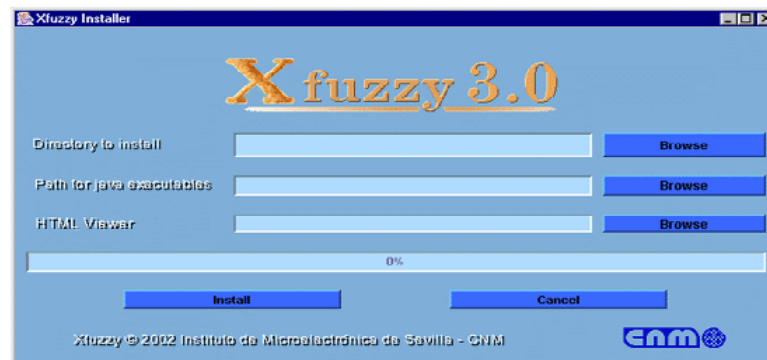 Xfuzzy Installer
Xfuzzy 3.0
Directory to install
Browse
Path for java executables
Browse
HTML Viewer
Browse
0%
Install
Cancel
Xfuzzy © 2002 Instituto de Microelectrónica de Sevilla - CNM
cnm